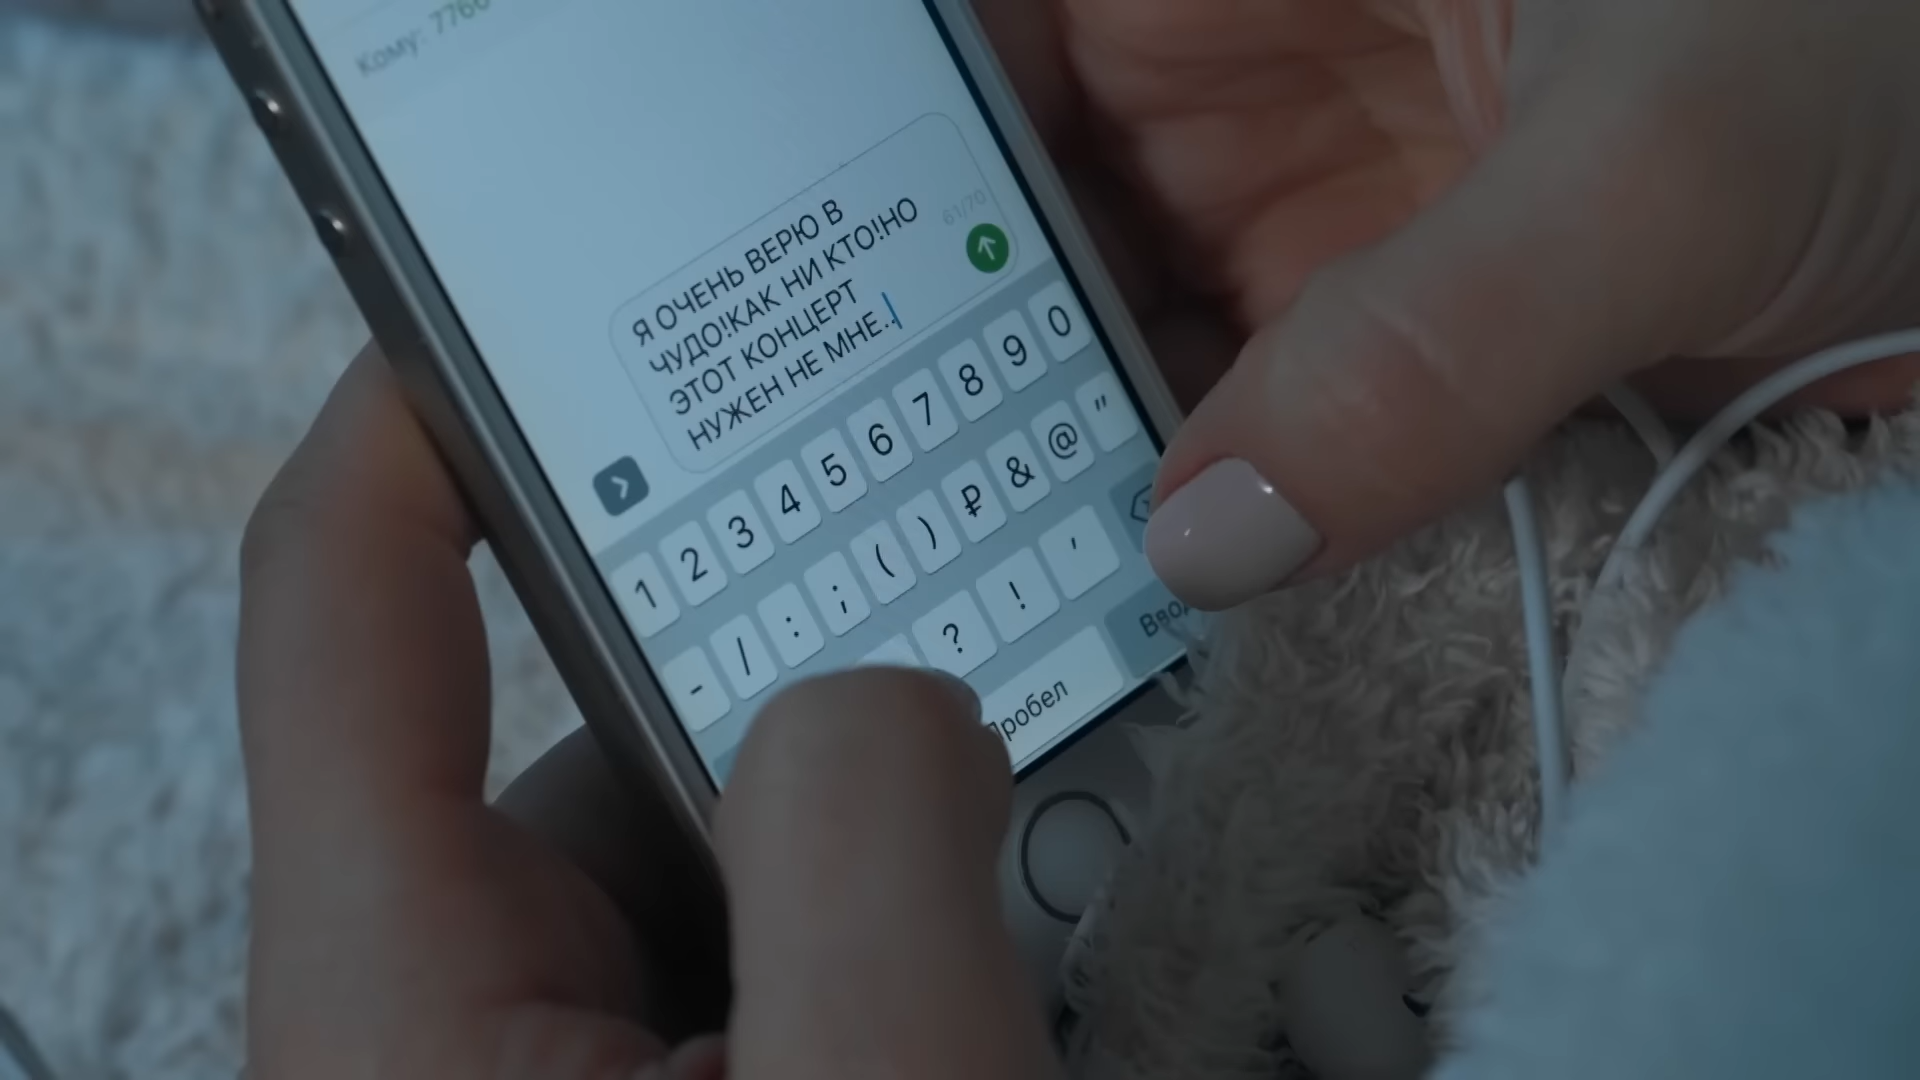 Кому: 7760
Я ОЧЕНЬ ВЕРЮ В
ЧУДО!КАК НИ КТО!НО
ЭТОТ КОНЦЕРТ
НУЖЕН НЕ МНЕ..
61/70
1 2 3 4 5 6 7 8 9 0
- / : ; ( ) ₽ & @ "
? ! '
Пробел
Ввод